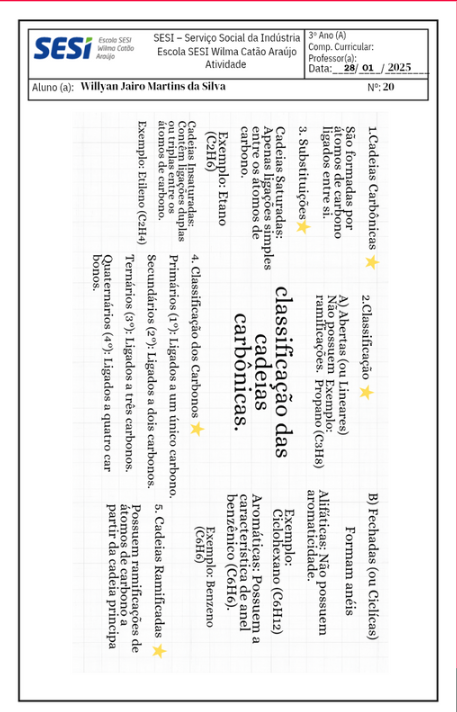 SESI
Escola SESI
Wilma Catão
Araújo
SESI – Serviço Social da Indústria
Escola SESI Wilma Catão Araújo
Atividade
3º Ano (A)
Comp. Curricular:
Professor(a):
Data: 28/ 01 / 2025
Aluno (a): Willyan Jairo Martins da Silva
Nº: 20
1.Cadeias Carbônicas
São formadas por
átomos de carbono
ligados entre si.
2.Classificação
A) Abertas (ou Lineares)
Não possuem Exemplo:
ramificações. Propano (C3H8)
B) Fechadas (ou Cíclicas)
Formam anéis
Alifáticas: Não possuem
aromaticidade.
Exemplo:
Ciclohexano (C6H12)
Aromáticas: Possuem a
característica de anel
benzênico (C6H6).
Exemplo: Benzeno
(C6H6)
classificação das
cadeias
carbônicas.
3. Substituições
Cadeias Saturadas:
Apenas ligações simples
entre os átomos de
carbono.
Exemplo: Etano
(C2H6)
Cadeias Insaturadas:
Contêm ligações duplas
ou triplas entre os
átomos de carbono.
Exemplo: Etileno (C2H4)
4. Classificação dos Carbonos
Primários (1º): Ligados a um único carbono.
Secundários (2º): Ligados a dois carbonos.
Ternários (3º): Ligados a três carbonos.
Quaternários (4º): Ligados a quatro car
bonos.
5. Cadeias Ramificadas
Possuem ramificações de
átomos de carbono a
partir da cadeia principa